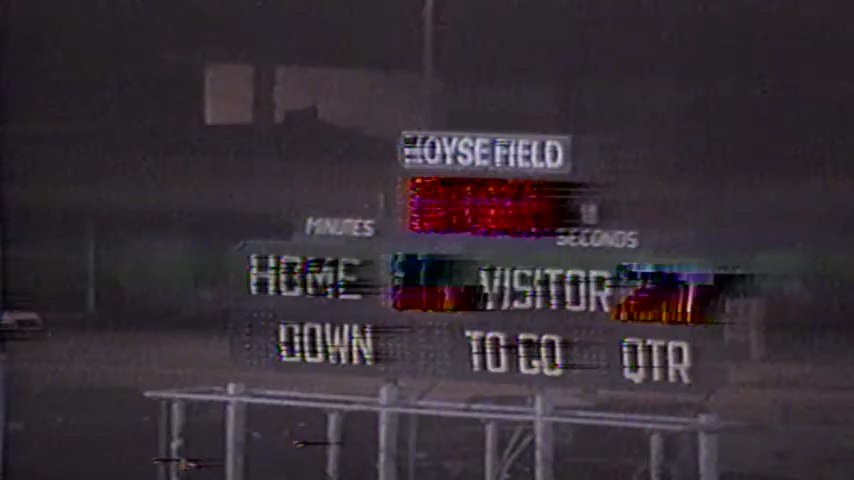 HOYSE FIELD
MINUTES SECONDS
HOME VISITOR
DOWN TO GO QTR